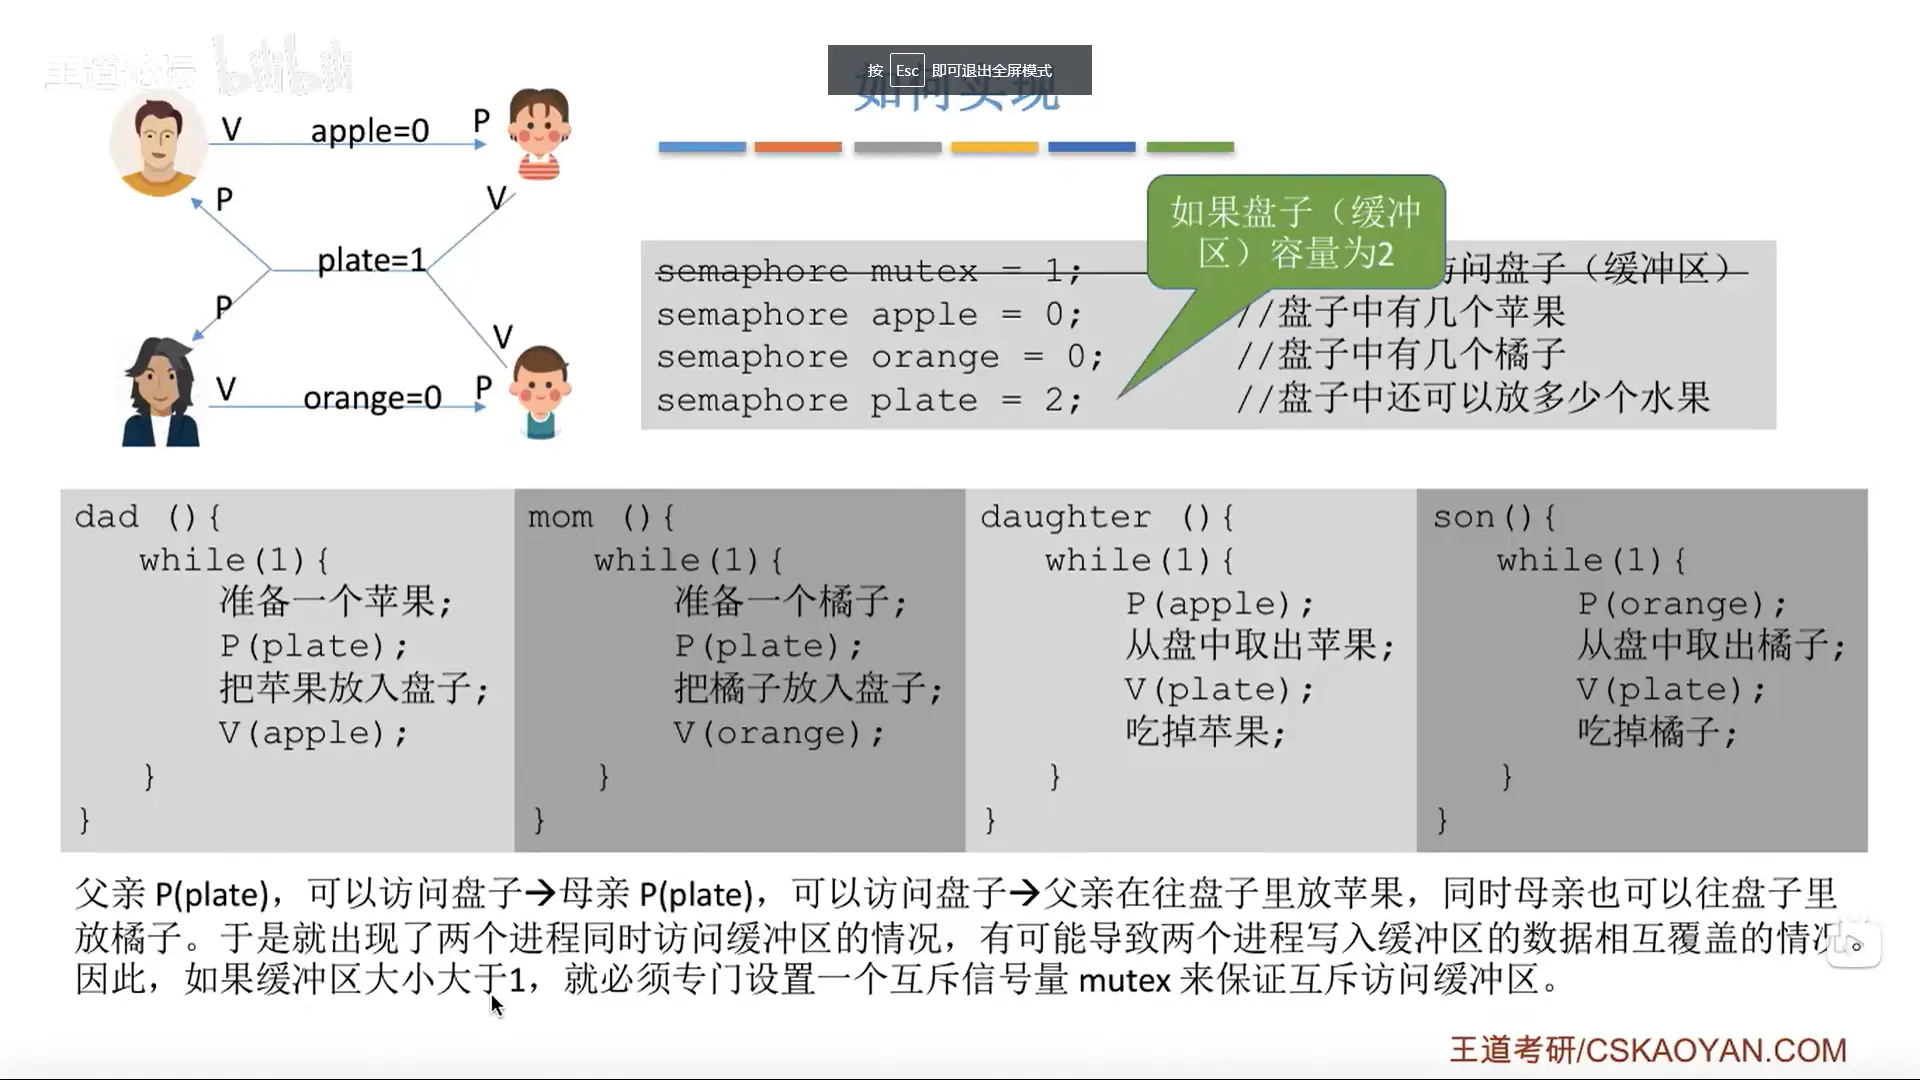 王道论坛 bilibili
按 Esc 即可退出全屏模式
如何实现
V apple=0 P
P V
plate=1
P V
V orange=0 P
如果盘子（缓冲
区）容量为2
semaphore mutex = 1; 访问盘子（缓冲区）
semaphore apple = 0; //盘子中有几个苹果
semaphore orange = 0; //盘子中有几个橘子
semaphore plate = 2; //盘子中还可以放多少个水果
dad (){
while(1){
准备一个苹果;
P(plate);
把苹果放入盘子;
V(apple);
}
}
mom (){
while(1){
准备一个橘子;
P(plate);
把橘子放入盘子;
V(orange);
}
}
daughter (){
while(1){
P(apple);
从盘中取出苹果;
V(plate);
吃掉苹果;
}
}
son(){
while(1){
P(orange);
从盘中取出橘子;
V(plate);
吃掉橘子;
}
}
父亲 P(plate)，可以访问盘子→母亲 P(plate)，可以访问盘子→父亲在往盘子里放苹果，同时母亲也可以往盘子里
放橘子。于是就出现了两个进程同时访问缓冲区的情况，有可能导致两个进程写入缓冲区的数据相互覆盖的情况。
因此，如果缓冲区大小大于1，就必须专门设置一个互斥信号量 mutex 来保证互斥访问缓冲区。
王道考研/CSKAOYAN.COM